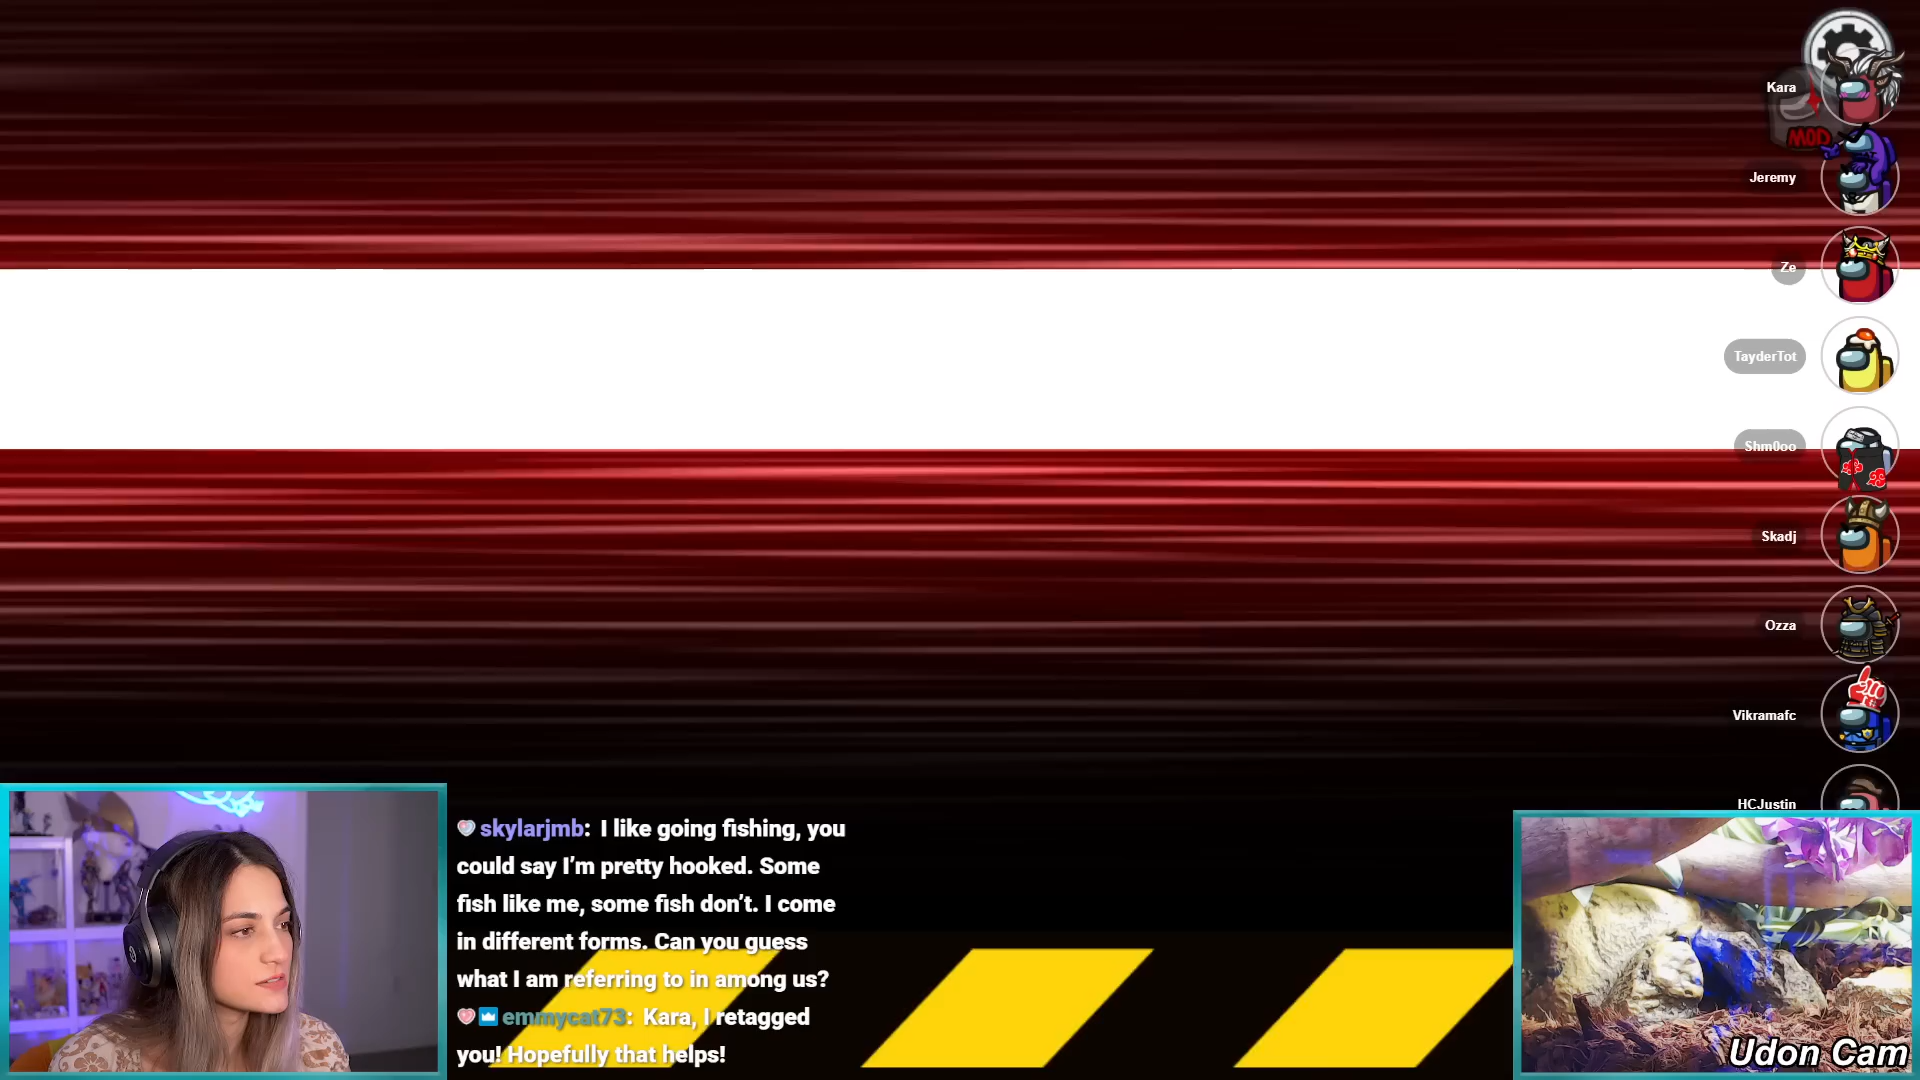 Kara
MOD
Jeremy
Ze
TayderTot
Shm0oo
Skadj
Ozza
Vikramafc
HCJustin
skylarjmb: I like going fishing, you
could say I’m pretty hooked. Some
fish like me, some fish don’t. I come
in different forms. Can you guess
what I am referring to in among us?
emmycat73: Kara, I retagged
you! Hopefully that helps!
Udon Cam